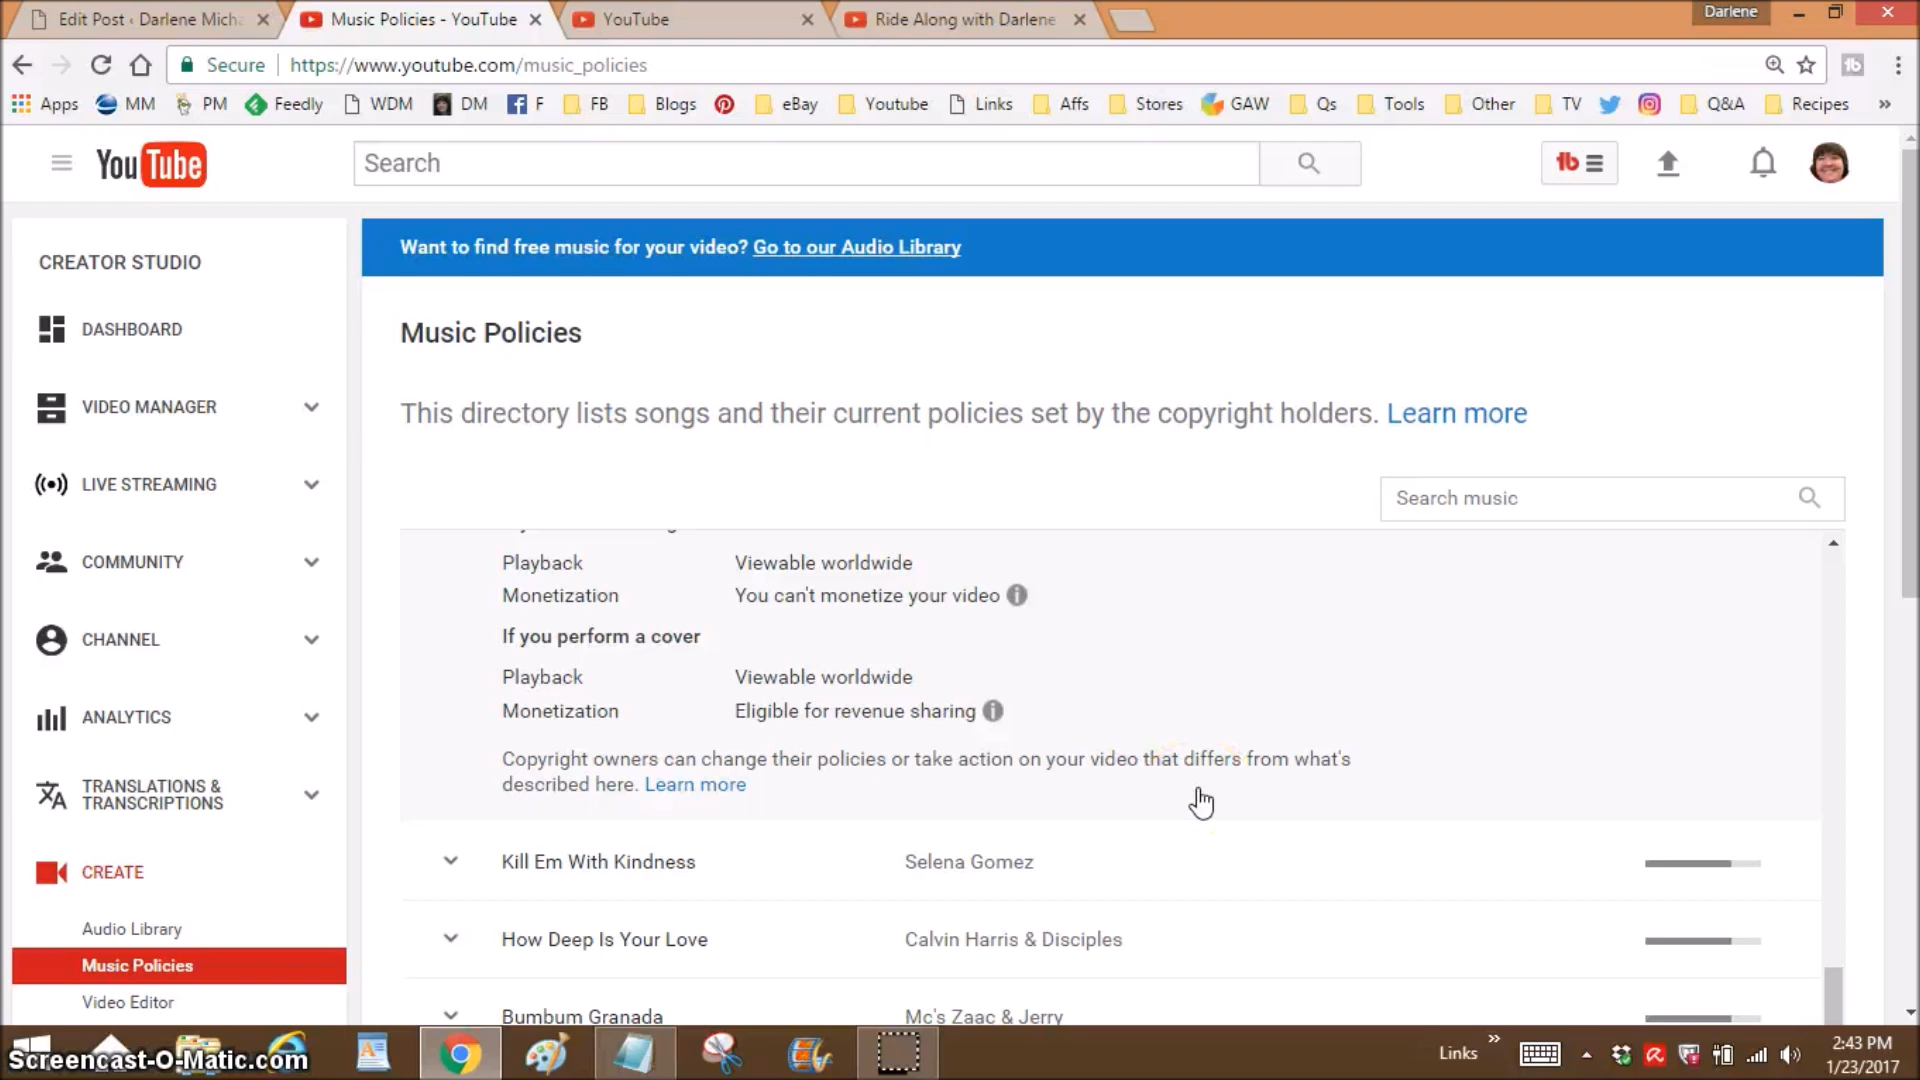 Edit Post ‹ Darlene Micha
Music Policies - YouTube
YouTube
Ride Along with Darlene
Darlene
Secure
https://www.youtube.com/music_policies
Apps MM PM Feedly WDM DM F FB Blogs eBay Youtube Links Affs Stores GAW Qs Tools Other TV Q&A Recipes »
YouTube
Search
tb
CREATOR STUDIO
DASHBOARD
VIDEO MANAGER
LIVE STREAMING
COMMUNITY
CHANNEL
ANALYTICS
TRANSLATIONS &
TRANSCRIPTIONS
CREATE
Audio Library
Music Policies
Video Editor
Want to find free music for your video? Go to our Audio Library
Music Policies
This directory lists songs and their current policies set by the copyright holders. Learn more
Search music
Playback Viewable worldwide
Monetization You can't monetize your video
If you perform a cover
Playback Viewable worldwide
Monetization Eligible for revenue sharing
Copyright owners can change their policies or take action on your video that differs from what's
described here. Learn more
Kill Em With Kindness Selena Gomez
How Deep Is Your Love Calvin Harris & Disciples
Bumbum Granada Mc's Zaac & Jerry
Screencast-O-Matic.com
Links »
2:43 PM
1/23/2017